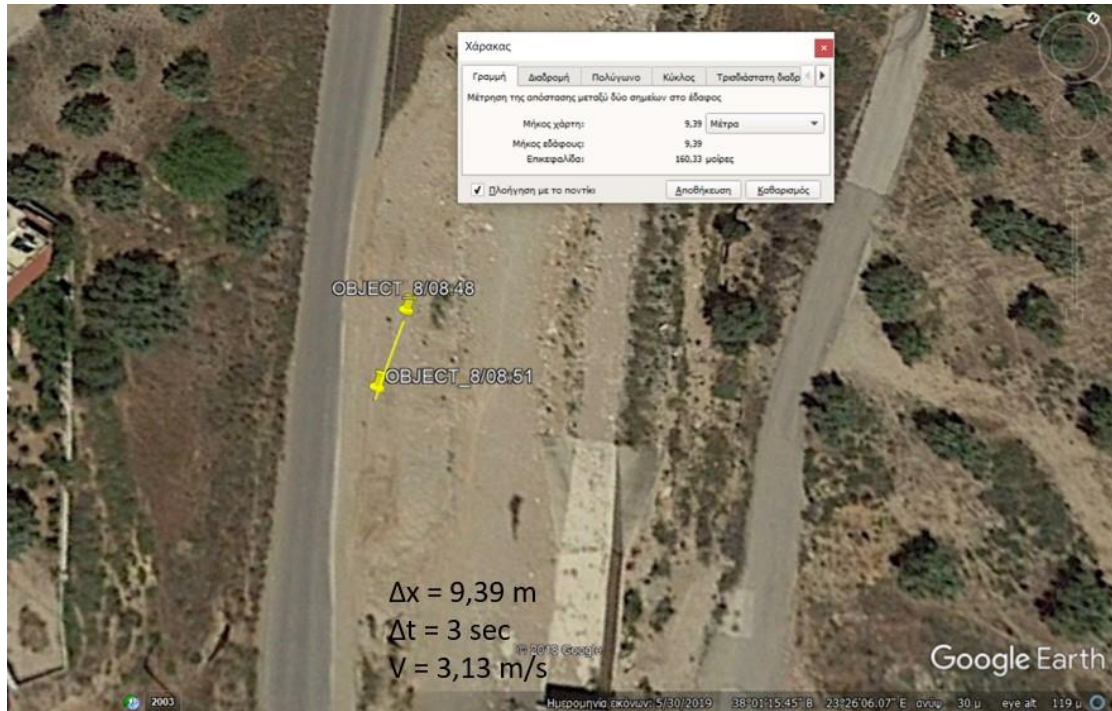 Χάρακας
Γραμμή Διαδρομή Πολύγωνο Κύκλος Τρισδιάστατη διαδρ
Μέτρηση της απόστασης μεταξύ δύο σημείων στο έδαφος
Μήκος χάρτη: 9,39 Μέτρα
Μήκος εδάφους: 9,39
Επικεφαλίδα: 160,33 μοίρες
Πλοήγηση με το ποντίκι Αποθήκευση Καθαρισμός
OBJECT_8/08:48
OBJECT_8/08:51
Δx = 9,39 m
Δt = 3 sec
© 2018 Google
V = 3,13 m/s
Google Earth
2003
Ημερομηνία εικόνων: 5/30/2019 38°01'15.45" Β 23°26'06.07" Ε ανυψ 30 μ eye alt 119 μ